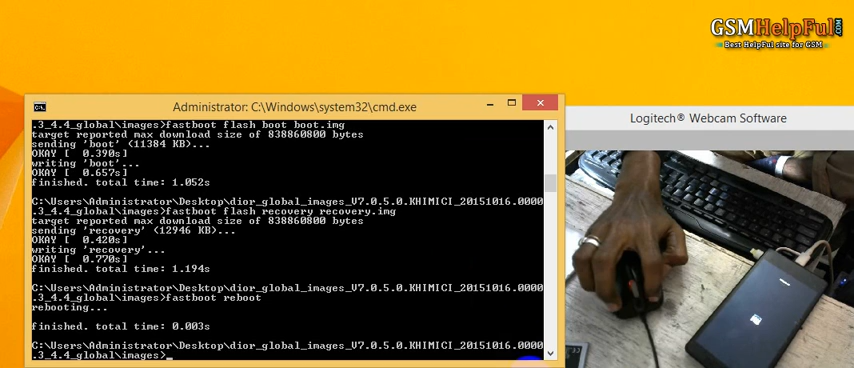 GSMHelpFul.COM
Best HelpFul site for GSM
Administrator: C:\Windows\system32\cmd.exe
.3_4.4_global\images>fastboot flash boot boot.img
target reported max download size of 838860800 bytes
sending 'boot' (11384 KB)...
OKAY [  0.390s]
writing 'boot'...
OKAY [  0.657s]
finished. total time: 1.052s
C:\Users\Administrator\Desktop\dior_global_images_V7.0.5.0.KHIMICI_20151016.0000
.3_4.4_global\images>fastboot flash recovery recovery.img
target reported max download size of 838860800 bytes
sending 'recovery' (12946 KB)...
OKAY [  0.420s]
writing 'recovery'...
OKAY [  0.770s]
finished. total time: 1.194s
C:\Users\Administrator\Desktop\dior_global_images_V7.0.5.0.KHIMICI_20151016.0000
.3_4.4_global\images>fastboot reboot
rebooting...
finished. total time: 0.003s
C:\Users\Administrator\Desktop\dior_global_images_V7.0.5.0.KHIMICI_20151016.0000
.3_4.4_global\images>_
Logitech® Webcam Software